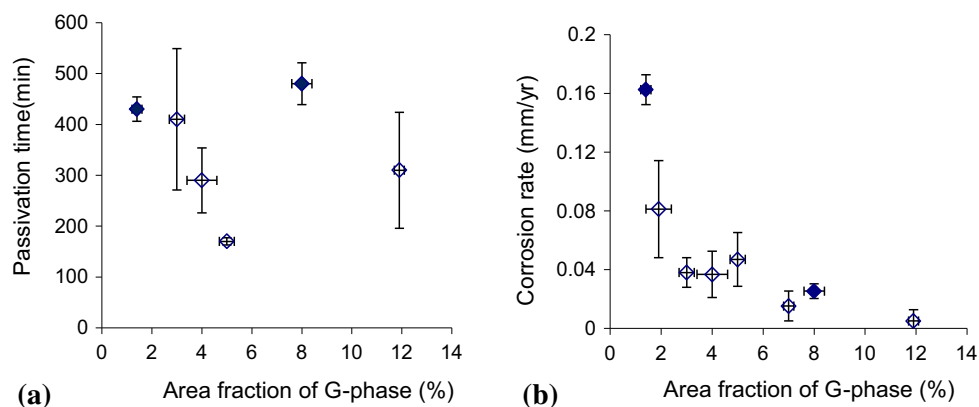 600
500
400
300
200
100
0
Passivation time(min)
0 2 4 6 8 10 12 14
(a) Area fraction of G-phase (%)
0.2
0.16
0.12
0.08
0.04
0
Corrosion rate (mm/yr)
0 2 4 6 8 10 12 14
(b) Area fraction of G-phase (%)